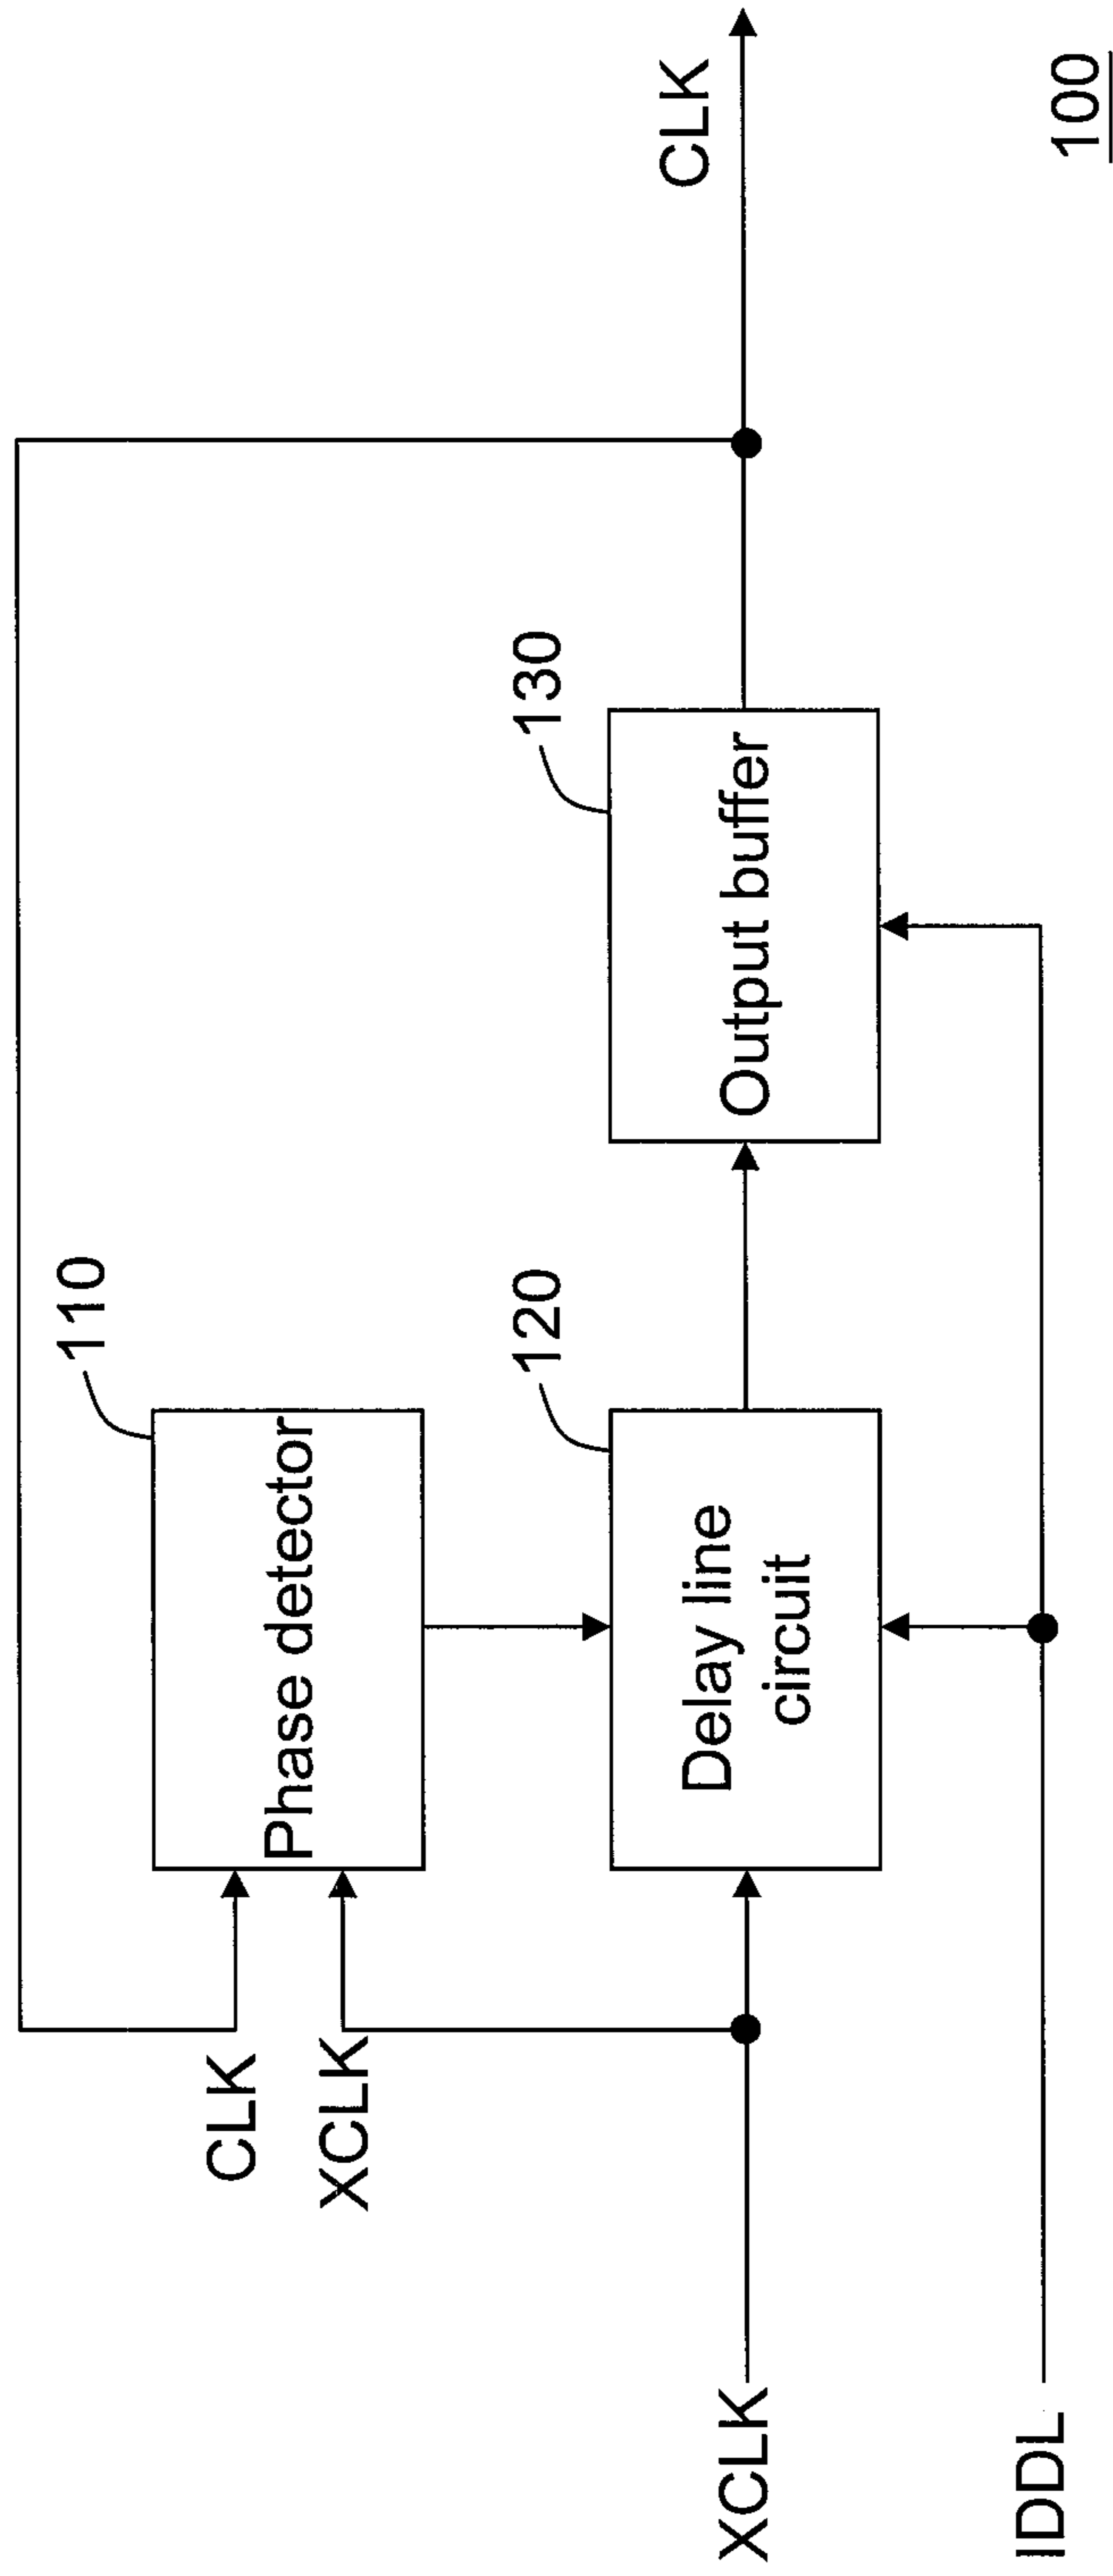 110
CLK
Phase detector
XCLK
120
130
Delay line
circuit
Output buffer
CLK
XCLK
IDDL
100